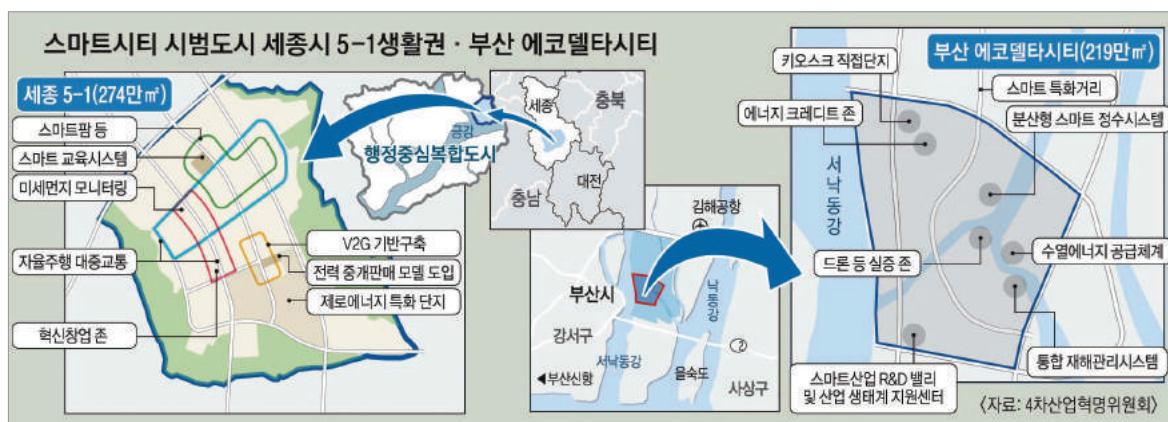 스마트시티 시범도시 세종시 5-1생활권 · 부산 에코델타시티
세종 5-1(274만㎡)
스마트팜 등
스마트 교육시스템
미세먼지 모니터링
자율주행 대중교통
혁신창업 존
V2G 기반구축
전력 중개판매 모델 도입
제로에너지 특화 단지
금강
행정중심복합도시
세종
충북
대전
충남
김해공항
부산시
강서구
낙동강
서낙동강
을숙도
◀부산신항
사상구
부산 에코델타시티(219만㎡)
키오스크 직접단지
스마트 특화거리
에너지 크레디트 존
분산형 스마트 정수시스템
서낙동강
드론 등 실증 존
수열에너지 공급체계
통합 재해관리시스템
스마트산업 R&D 밸리
및 산업 생태계 지원센터
〈자료: 4차산업혁명위원회〉